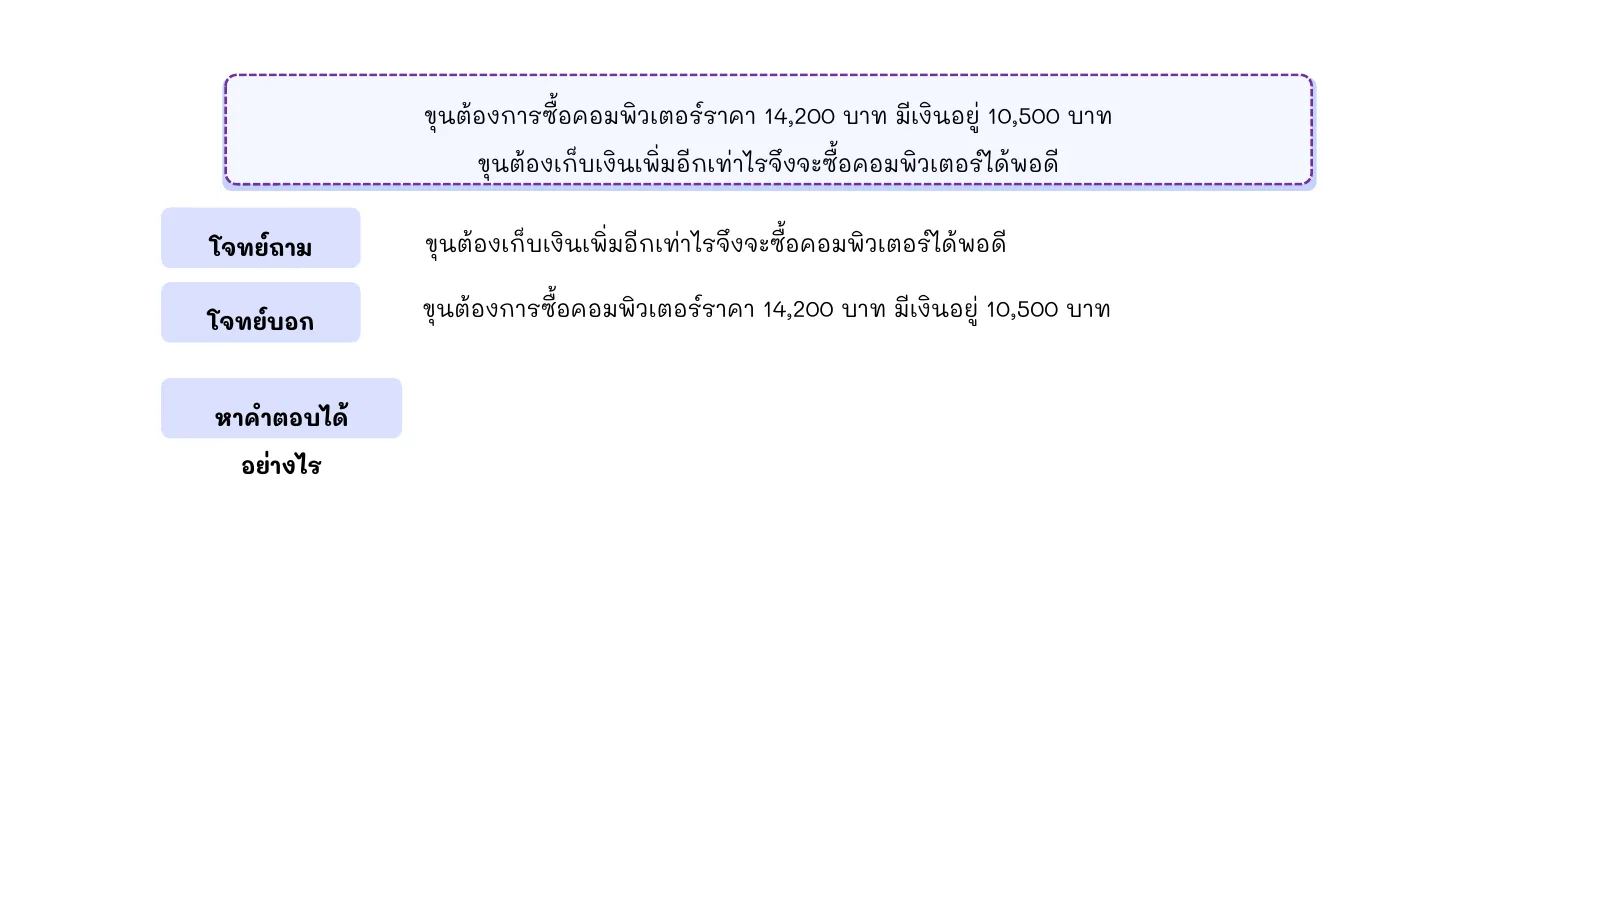 ขุนต้องการซื้อคอมพิวเตอร์ราคา 14,200 บาท มีเงินอยู่ 10,500 บาท
ขุนต้องเก็บเงินเพิ่มอีกเท่าไรจึงจะซื้อคอมพิวเตอร์ได้พอดี
โจทย์ถาม ขุนต้องเก็บเงินเพิ่มอีกเท่าไรจึงจะซื้อคอมพิวเตอร์ได้พอดี
โจทย์บอก ขุนต้องการซื้อคอมพิวเตอร์ราคา 14,200 บาท มีเงินอยู่ 10,500 บาท
หาคำตอบได้
อย่างไร